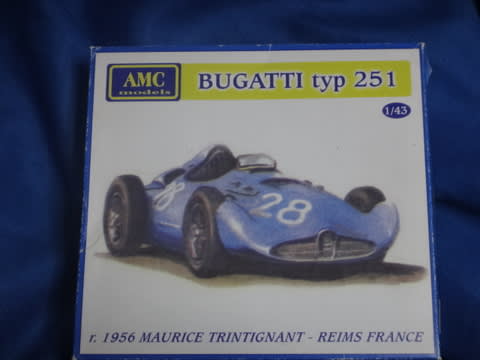 AMC
models
BUGATTI typ 251
1/43
28
28
r. 1956 MAURICE TRINTIGNANT - REIMS FRANCE